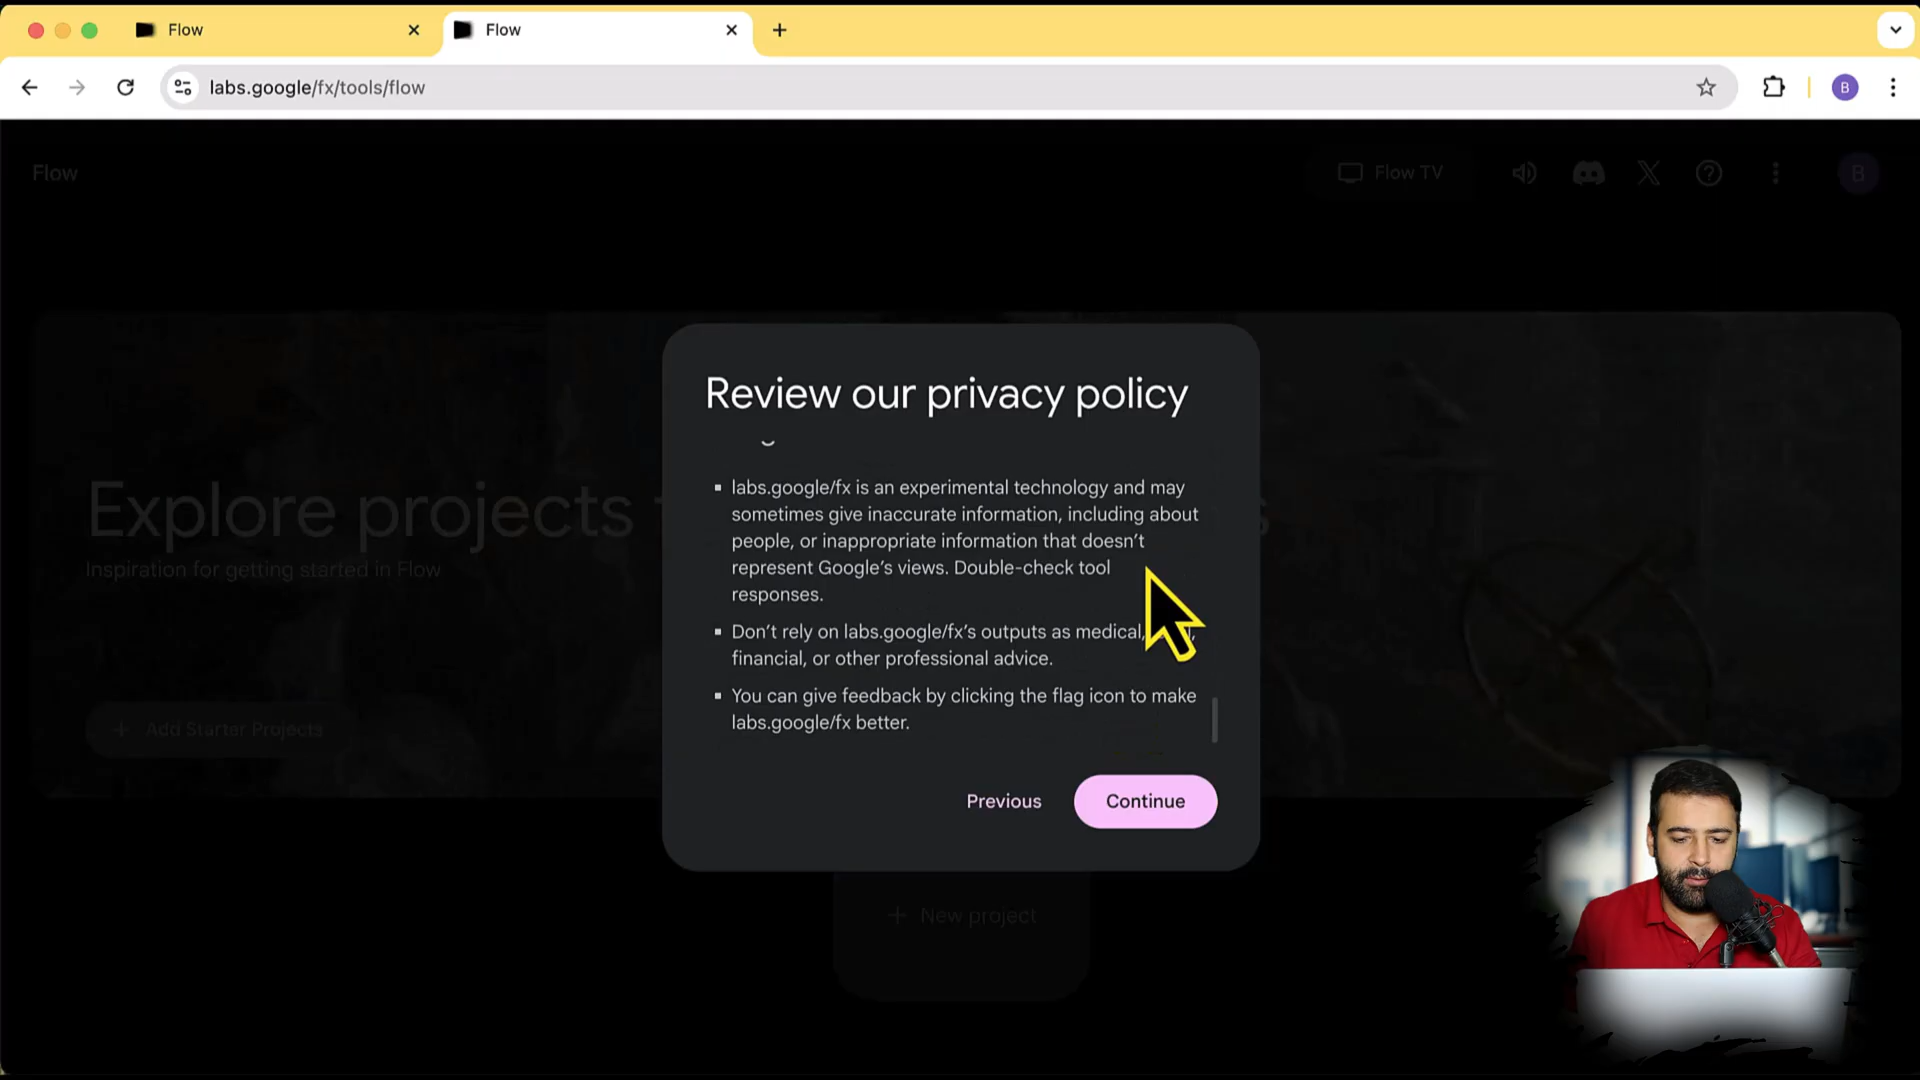 Flow
Flow
labs.google/fx/tools/flow
B
Flow
Flow TV
B
Review our privacy policy
labs.google/fx is an experimental technology and may
sometimes give inaccurate information, including about
people, or inappropriate information that doesn’t
represent Google’s views. Double-check tool
responses.
Don’t rely on labs.google/fx’s outputs as medical,
financial, or other professional advice.
You can give feedback by clicking the flag icon to make
labs.google/fx better.
Previous
Continue
Explore projects
Inspiration for getting started in Flow
+ Add Starter Projects
+ New project